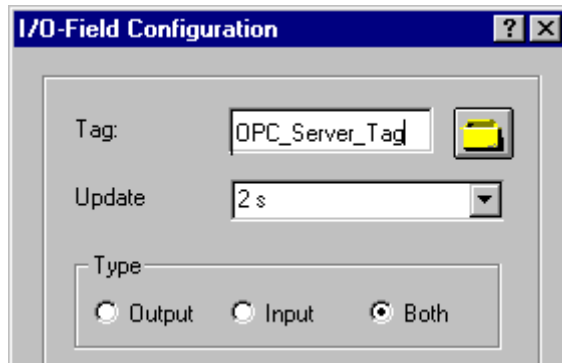 I/O-Field Configuration
Tag: OPC_Server_Tag
Update 2 s
Type
Output Input Both